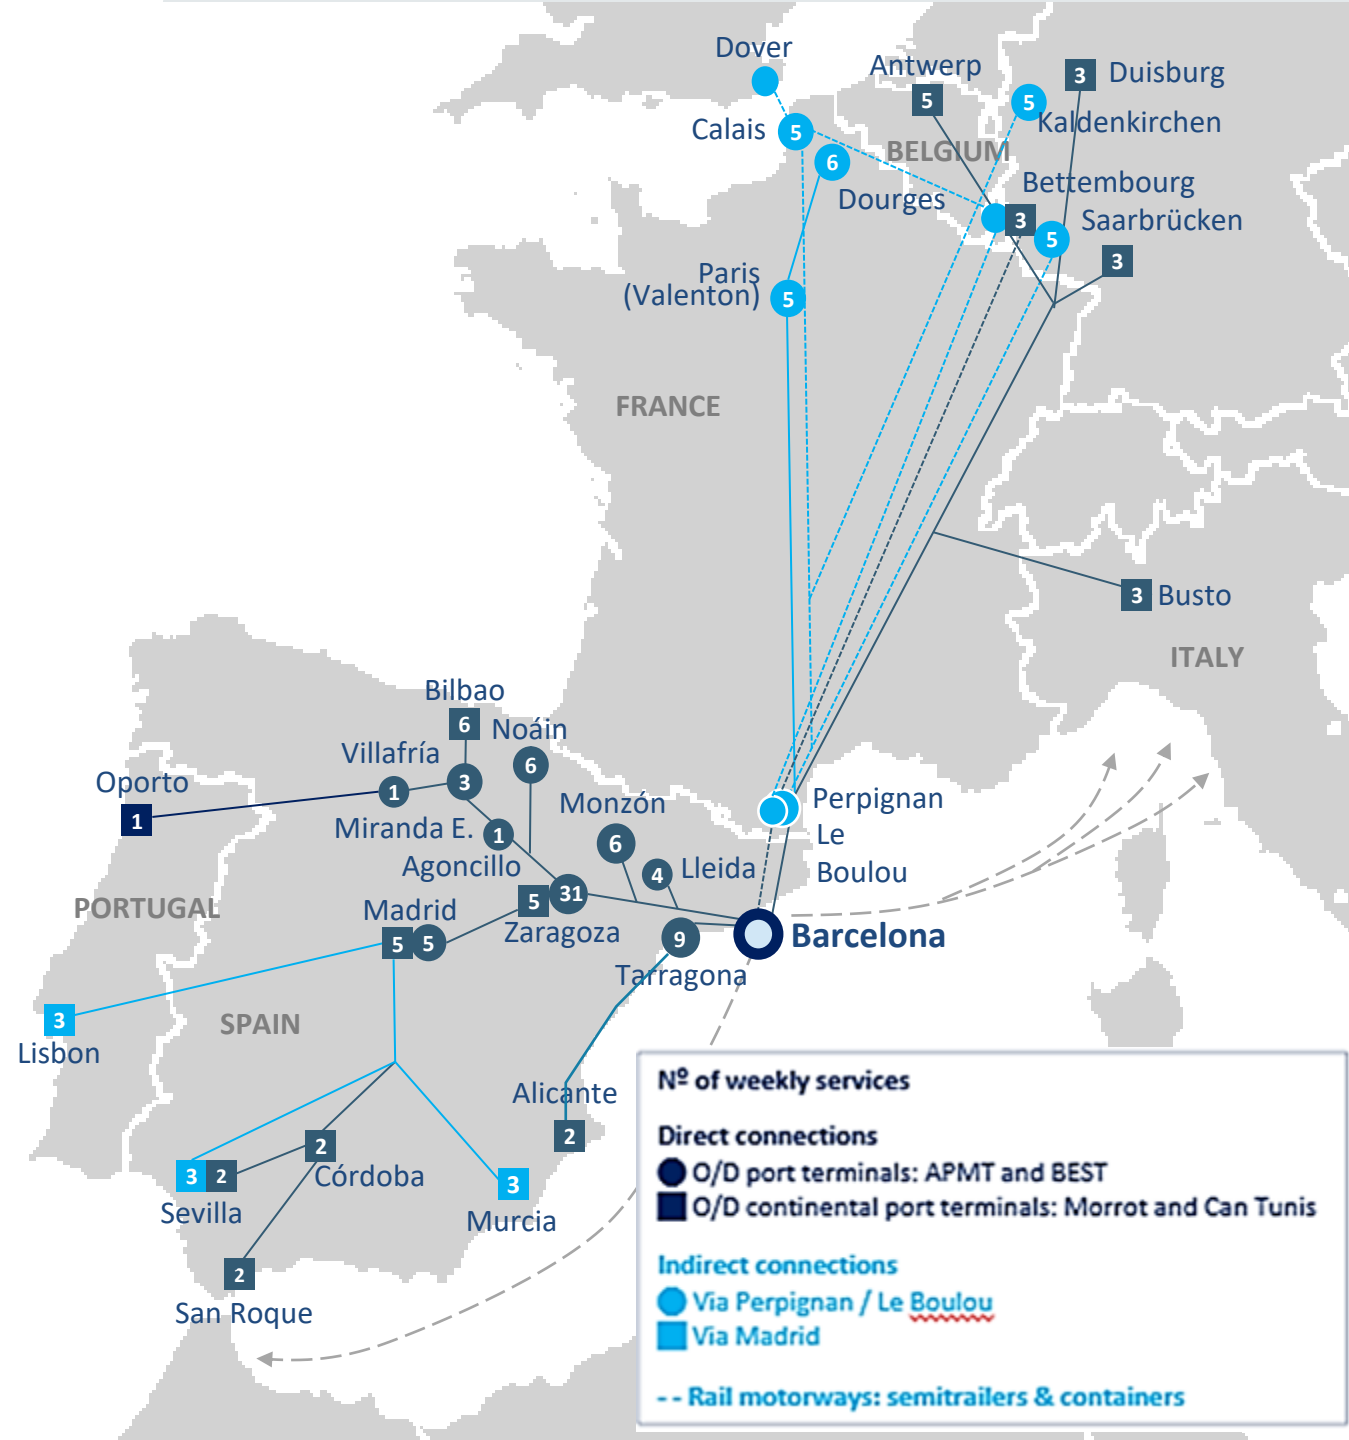 Dover
Antwerp
5
3
Duisburg
5
Kaldenkirchen
Calais
5
6
BELGIUM
Dourges
Bettembourg
3
Saarbrücken
5
3
Paris
(Valenton)
5
FRANCE
3
Busto
ITALY
Bilbao
6
Noáin
6
Villafría
3
1
Oporto
1
Miranda E.
1
Monzón
6
Agoncillo
4
Lleida
Perpignan
Le
Boulou
31
5
Zaragoza
PORTUGAL
Madrid
5
5
9
Tarragona
Barcelona
3
Lisbon
SPAIN
Alicante
2
2
Córdoba
3
2
Sevilla
3
Murcia
2
San Roque
Nº of weekly services
Direct connections
O/D port terminals: APMT and BEST
O/D continental port terminals: Morrot and Can Tunis
Indirect connections
Via Perpignan / Le Boulou
Via Madrid
- - Rail motorways: semitrailers & containers